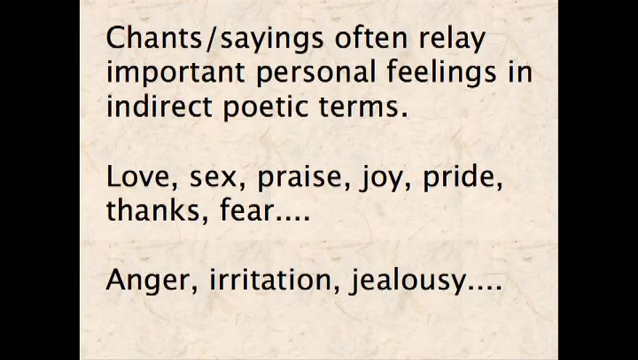 Chants/sayings often relay
important personal feelings in
indirect poetic terms.
Love, sex, praise, joy, pride,
thanks, fear....
Anger, irritation, jealousy....